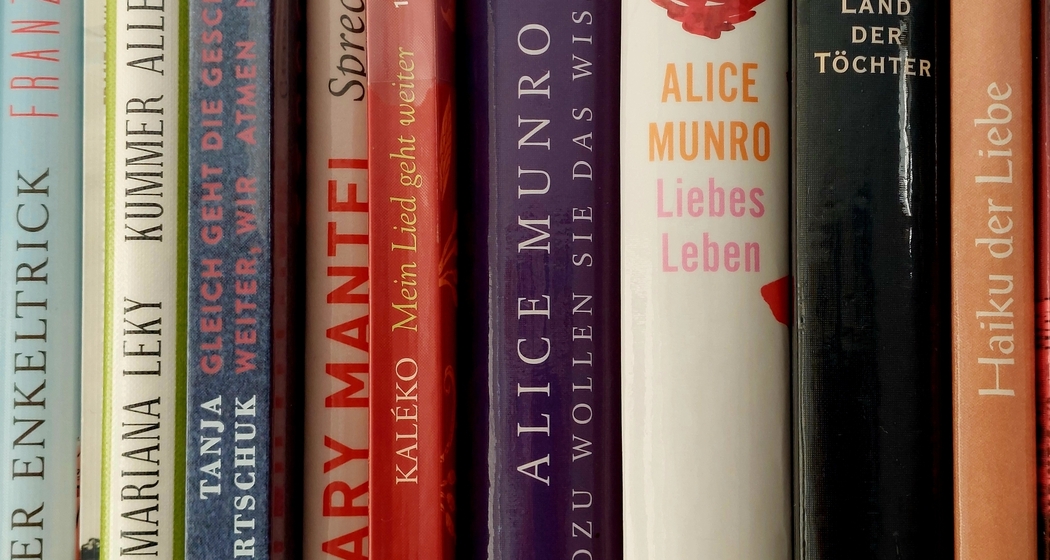 ER ENKELTRICK
FRANZ
MARIANA LEKY KUMMER ALLE
TANJA
RTSCHUK
GLEICH GEHT DIE GESC
WEITER, WIR ATMEN
ARY MANTEL
Spre
KALÉKO Mein Lied geht weiter
ALICE MUNRO
OZU WOLLEN SIE DAS WIS
ALICE
MUNRO
Liebes
Leben
LAND
DER
TÖCHTER
Haiku der Liebe